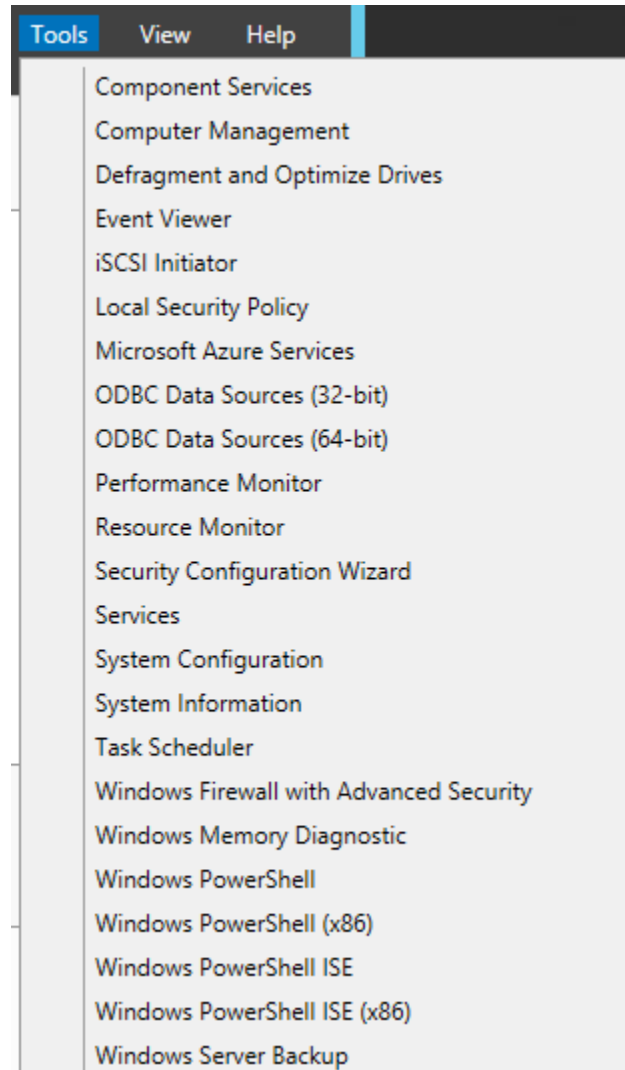 Tools View Help
Component Services
Computer Management
Defragment and Optimize Drives
Event Viewer
iSCSI Initiator
Local Security Policy
Microsoft Azure Services
ODBC Data Sources (32-bit)
ODBC Data Sources (64-bit)
Performance Monitor
Resource Monitor
Security Configuration Wizard
Services
System Configuration
System Information
Task Scheduler
Windows Firewall with Advanced Security
Windows Memory Diagnostic
Windows PowerShell
Windows PowerShell (x86)
Windows PowerShell ISE
Windows PowerShell ISE (x86)
Windows Server Backup